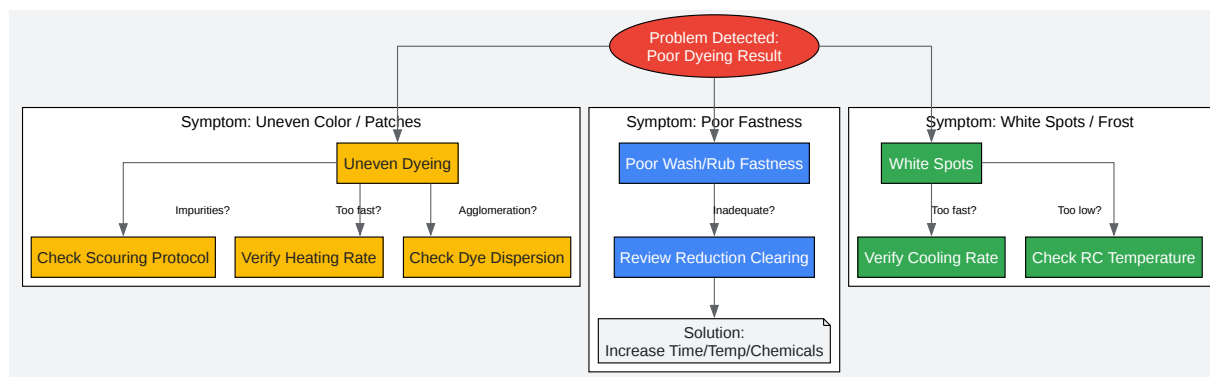 Problem Detected:
Poor Dyeing Result
Symptom: Uneven Color / Patches
Uneven Dyeing
Impurities?
Too fast?
Agglomeration?
Check Scouring Protocol
Verify Heating Rate
Check Dye Dispersion
Symptom: Poor Fastness
Poor Wash/Rub Fastness
Inadequate?
Review Reduction Clearing
Solution:
Increase Time/Temp/Chemicals
Symptom: White Spots / Frost
White Spots
Too fast?
Too low?
Verify Cooling Rate
Check RC Temperature